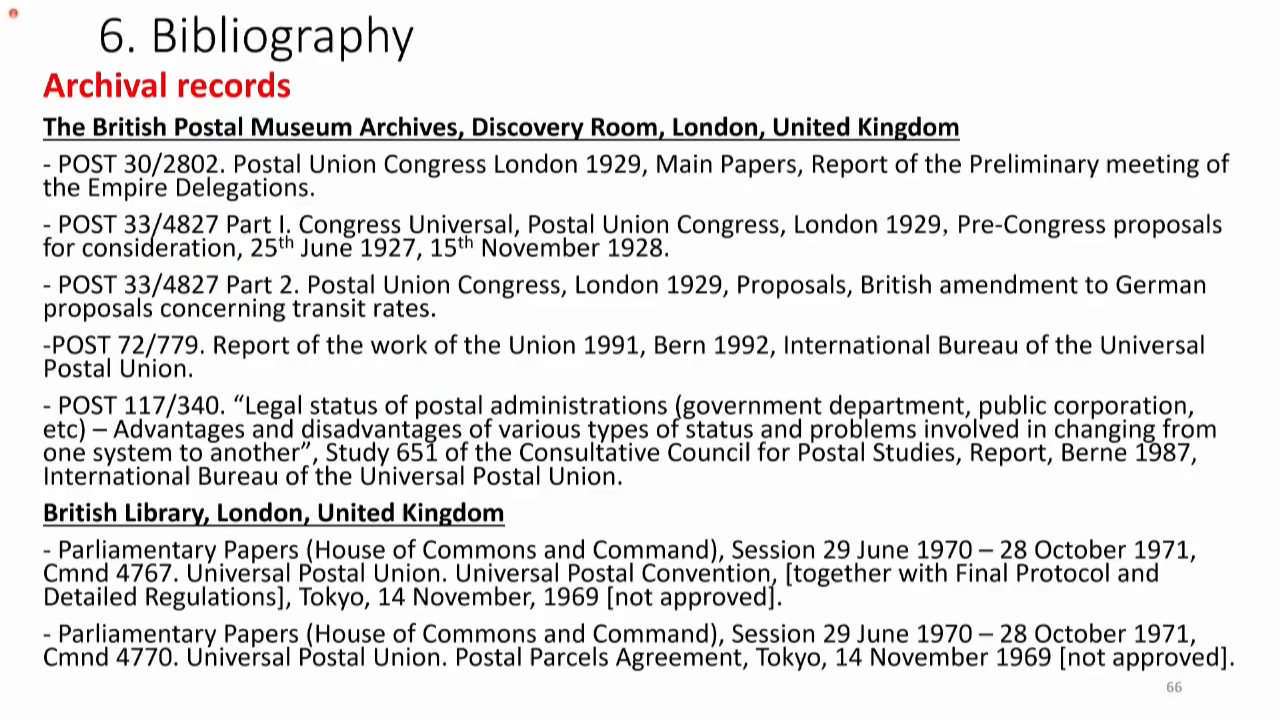 6. Bibliography
Archival records
The British Postal Museum Archives, Discovery Room, London, United Kingdom
- POST 30/2802. Postal Union Congress London 1929, Main Papers, Report of the Preliminary meeting of
the Empire Delegations.
- POST 33/4827 Part I. Congress Universal, Postal Union Congress, London 1929, Pre-Congress proposals
for consideration, 25th June 1927, 15th November 1928.
- POST 33/4827 Part 2. Postal Union Congress, London 1929, Proposals, British amendment to German
proposals concerning transit rates.
-POST 72/779. Report of the work of the Union 1991, Bern 1992, International Bureau of the Universal
Postal Union.
- POST 117/340. “Legal status of postal administrations (government department, public corporation,
etc) – Advantages and disadvantages of various types of status and problems involved in changing from
one system to another”, Study 651 of the Consultative Council for Postal Studies, Report, Berne 1987,
International Bureau of the Universal Postal Union.
British Library, London, United Kingdom
- Parliamentary Papers (House of Commons and Command), Session 29 June 1970 – 28 October 1971,
Cmnd 4767. Universal Postal Union. Universal Postal Convention, [together with Final Protocol and
Detailed Regulations], Tokyo, 14 November, 1969 [not approved].
- Parliamentary Papers (House of Commons and Command), Session 29 June 1970 – 28 October 1971,
Cmnd 4770. Universal Postal Union. Postal Parcels Agreement, Tokyo, 14 November 1969 [not approved].
66